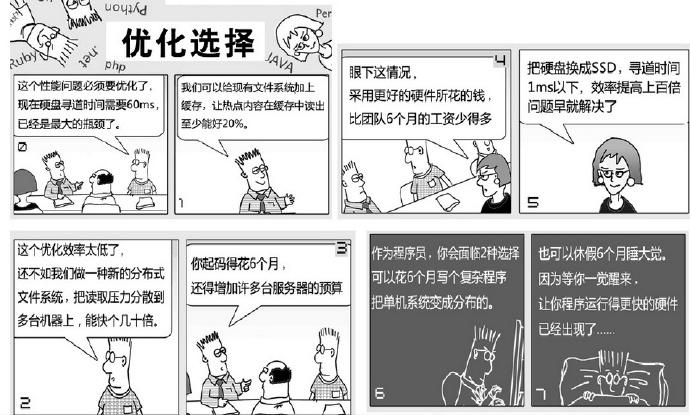 Python
Per
Ruby
.net
php
JAVA
优化选择
这个性能问题必须要优化了，
现在硬盘寻道时间需要60ms，
已经是最大的瓶颈了。
0
我们可以给现有文件系统加上
缓存，让热点内容在缓存中读出
至少能好20%。
1
这个优化效率太低了，
还不如我们做一种新的分布式
文件系统，把读取压力分散到
多台机器上，能快个几十倍。
2
3
你起码得花6个月，
还得增加许多台服务器的预算
4
眼下这情况，
采用更好的硬件所花的钱，
比团队6个月的工资少得多
把硬盘换成SSD，寻道时间
1ms以下，效率提高上百倍
问题早就解决了
5
作为程序员，你会面临2种选择
可以花6个月写个复杂程序
把单机系统变成分布的。
6
也可以休假6个月睡大觉。
因为等你一觉醒来，
让你程序运行得更快的硬件
已经出现了......
7